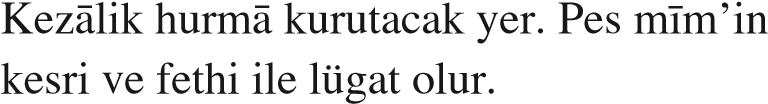 Kezālik hurmā kurutacak yer. Pes mīm’in
kesri ve fethi ile lügat olur.